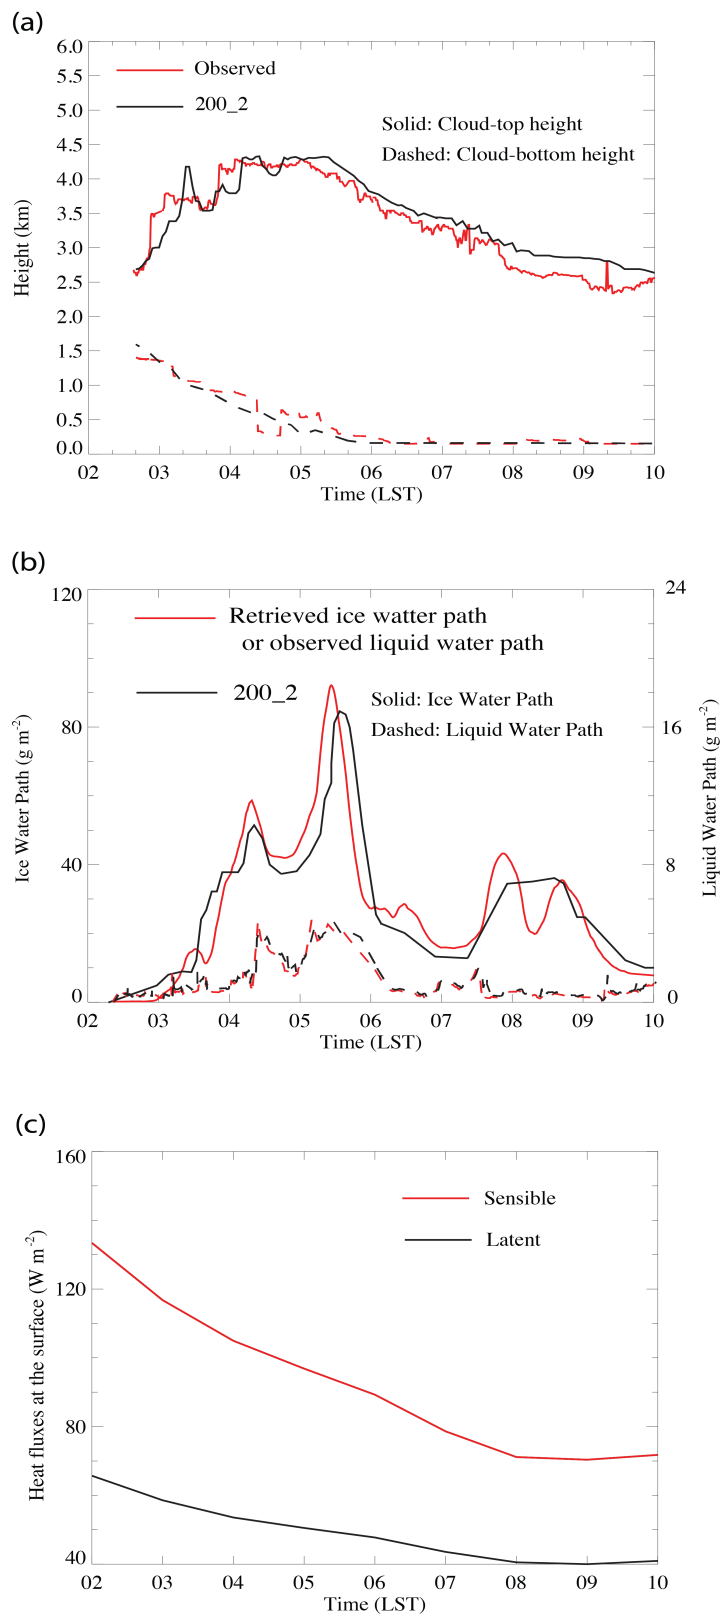 (a)
6.0
5.5
5.0
4.5
4.0
3.5
3.0
2.5
2.0
1.5
1.0
0.5
0.0
Height (km)
Observed
200_2
Solid: Cloud-top height
Dashed: Cloud-bottom height
02 03 04 05 06 07 08 09 10
Time (LST)
(b)
120
80
40
0
Ice Water Path (g m-2)
Retrieved ice watter path
or observed liquid water path
200_2
Solid: Ice Water Path
Dashed: Liquid Water Path
24
16
8
0
Liquid Water Path (g m-2)
02 03 04 05 06 07 08 09 10
Time (LST)
(c)
160
120
80
40
Heat fluxes at the surface (W m-2)
Sensible
Latent
02 03 04 05 06 07 08 09 10
Time (LST)